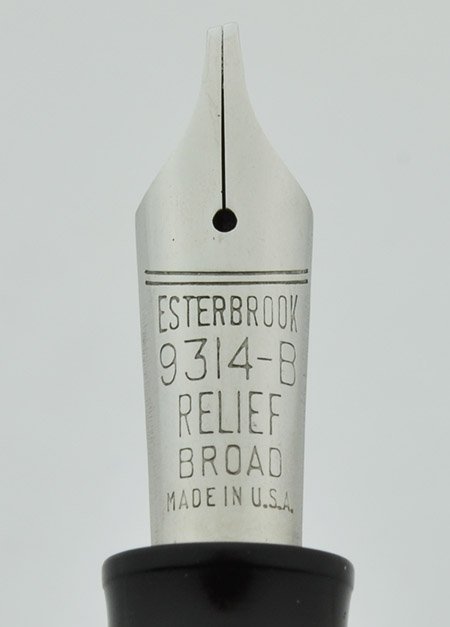 ESTERBROOK
9314-B
RELIEF
BROAD
MADE IN U.S.A.